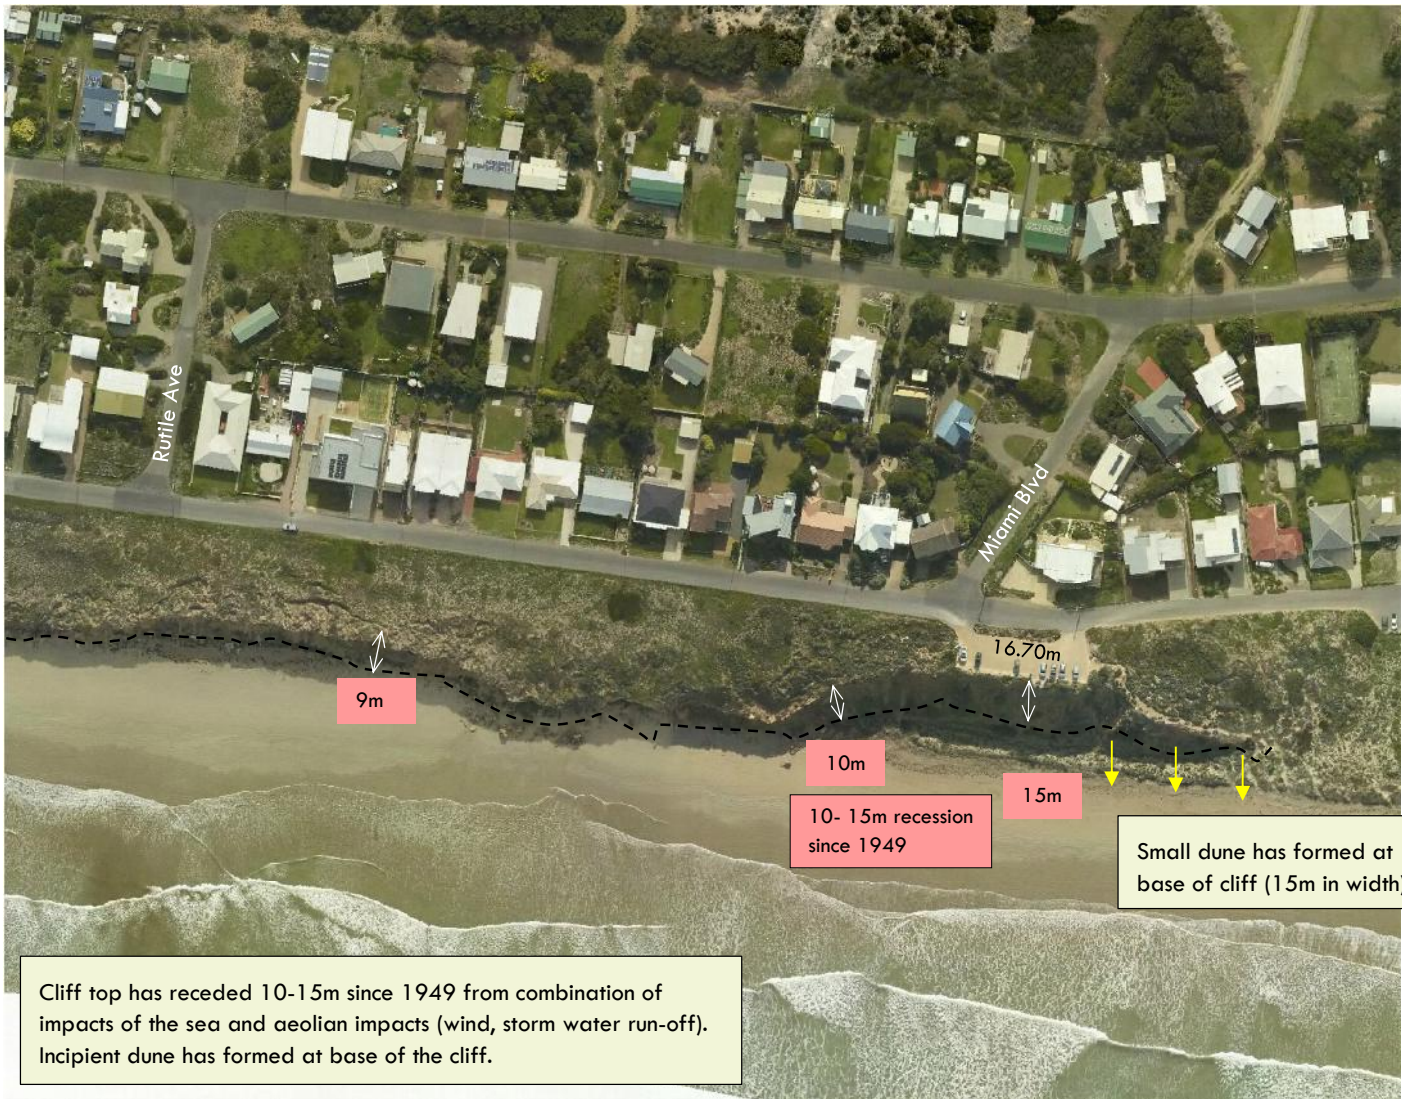 Rutile Ave
Miami Blvd
16.70m
9m
10m
15m
10- 15m recession
since 1949
Small dune has formed at
base of cliff (15m in width)
Cliff top has receded 10-15m since 1949 from combination of
impacts of the sea and aeolian impacts (wind, storm water run-off).
Incipient dune has formed at base of the cliff.